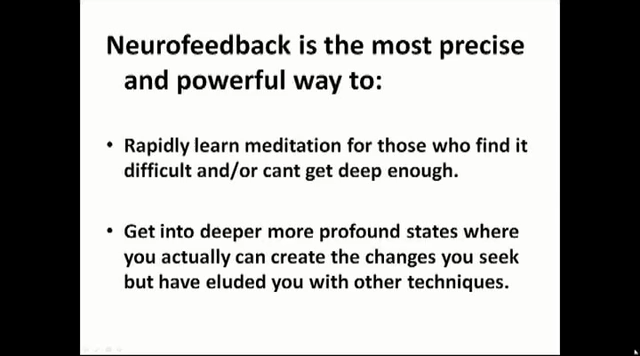 Neurofeedback is the most precise
and powerful way to:
• Rapidly learn meditation for those who find it
difficult and/or cant get deep enough.
• Get into deeper more profound states where
you actually can create the changes you seek
but have eluded you with other techniques.